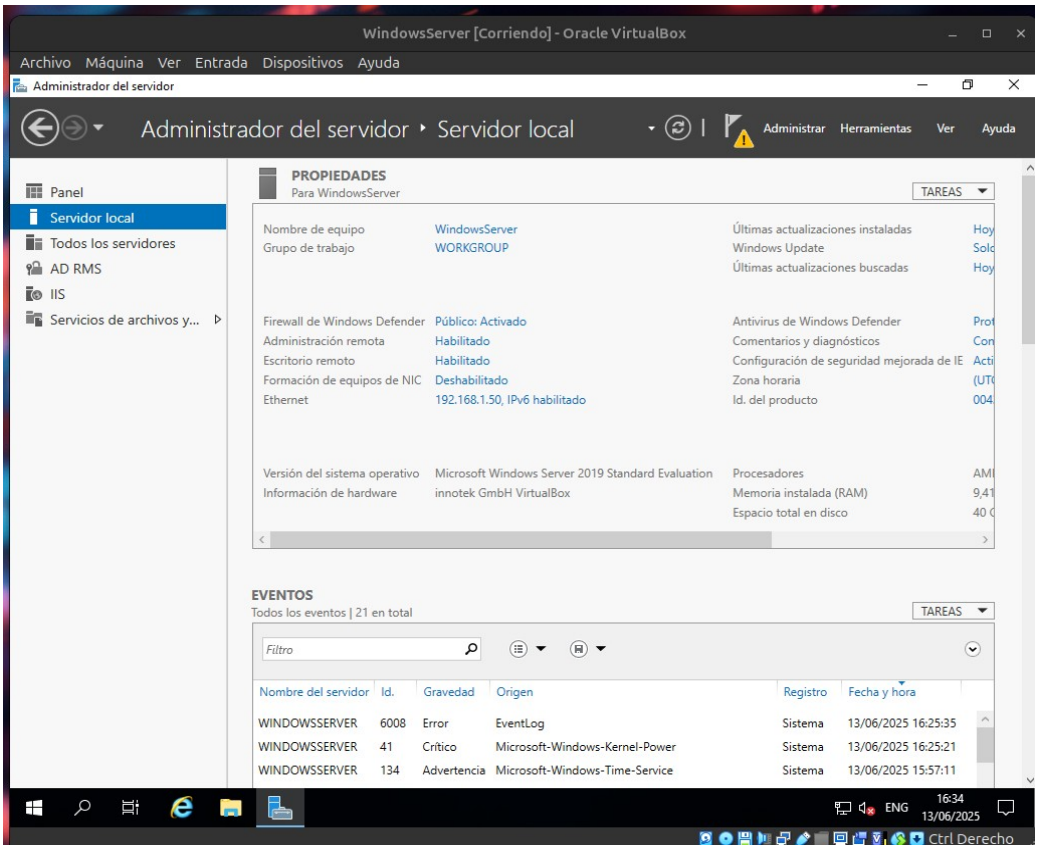 WindowsServer [Corriendo] - Oracle VirtualBox
Archivo Máquina Ver Entrada Dispositivos Ayuda
Administrador del servidor
Administrador del servidor ‣ Servidor local
Administrar Herramientas Ver Ayuda
Panel
Servidor local
Todos los servidores
AD RMS
IIS
Servicios de archivos y...
PROPIEDADES
Para WindowsServer
TAREAS
Nombre de equipo WindowsServer Últimas actualizaciones instaladas Hoy
Grupo de trabajo WORKGROUP Windows Update Solo
Últimas actualizaciones buscadas Hoy
Firewall de Windows Defender Público: Activado Antivirus de Windows Defender Prot
Administración remota Habilitado Comentarios y diagnósticos Con
Escritorio remoto Habilitado Configuración de seguridad mejorada de IE Acti
Formación de equipos de NIC Deshabilitado Zona horaria (UTC
Ethernet 192.168.1.50, IPv6 habilitado Id. del producto 004
Versión del sistema operativo Microsoft Windows Server 2019 Standard Evaluation Procesadores AMI
Información de hardware innotek GmbH VirtualBox Memoria instalada (RAM) 9,41
Espacio total en disco 40 G
EVENTOS
Todos los eventos | 21 en total
TAREAS
Filtro
Nombre del servidor Id. Gravedad Origen Registro Fecha y hora
WINDOWSSERVER 6008 Error EventLog Sistema 13/06/2025 16:25:35
WINDOWSSERVER 41 Crítico Microsoft-Windows-Kernel-Power Sistema 13/06/2025 16:25:21
WINDOWSSERVER 134 Advertencia Microsoft-Windows-Time-Service Sistema 13/06/2025 15:57:11
ENG
16:34
13/06/2025
Ctrl Derecho